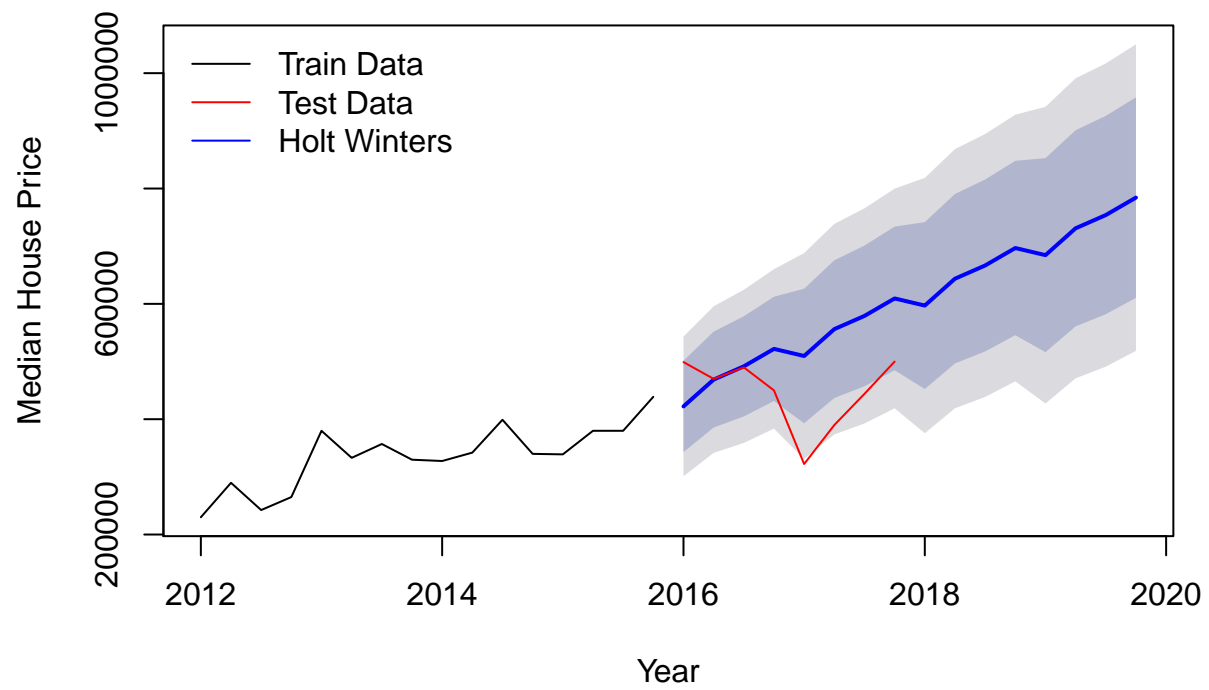 Train Data
Test Data
Holt Winters
Median House Price
1000000
600000
200000
2012 2014 2016 2018 2020
Year